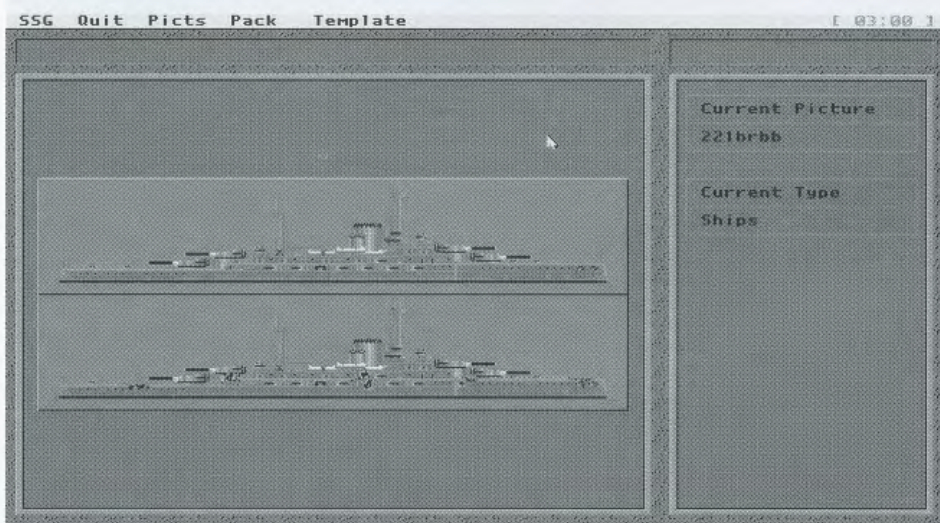 SSG Quit Picts Pack Template [ 03:00 ]
Current Picture
221brbb
Current Type
Ships